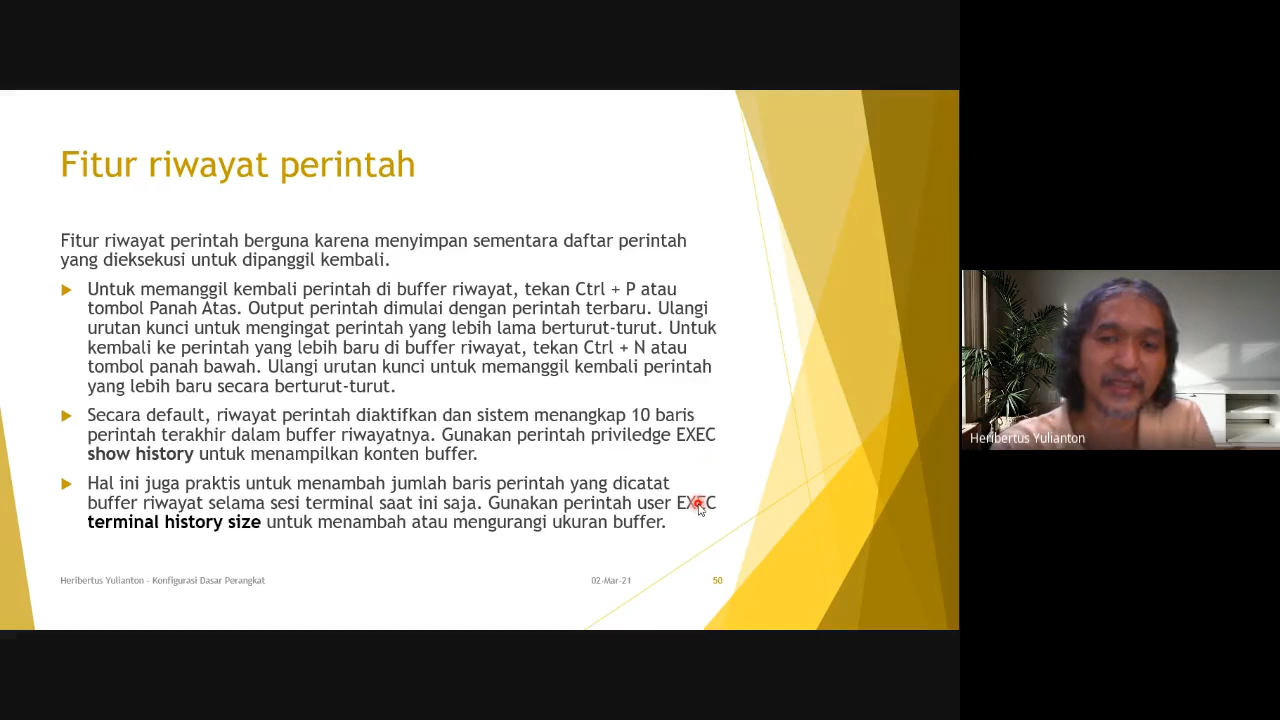 Fitur riwayat perintah
Fitur riwayat perintah berguna karena menyimpan sementara daftar perintah
yang dieksekusi untuk dipanggil kembali.
Untuk memanggil kembali perintah di buffer riwayat, tekan Ctrl + P atau
tombol Panah Atas. Output perintah dimulai dengan perintah terbaru. Ulangi
urutan kunci untuk mengingat perintah yang lebih lama berturut-turut. Untuk
kembali ke perintah yang lebih baru di buffer riwayat, tekan Ctrl + N atau
tombol panah bawah. Ulangi urutan kunci untuk memanggil kembali perintah
yang lebih baru secara berturut-turut.
Secara default, riwayat perintah diaktifkan dan sistem menangkap 10 baris
perintah terakhir dalam buffer riwayatnya. Gunakan perintah priviledge EXEC
show history untuk menampilkan konten buffer.
Hal ini juga praktis untuk menambah jumlah baris perintah yang dicatat
buffer riwayat selama sesi terminal saat ini saja. Gunakan perintah user EXEC
terminal history size untuk menambah atau mengurangi ukuran buffer.
Heribertus Yulianton - Konfigurasi Dasar Perangkat
02-Mar-21
50
Heribertus Yulianton